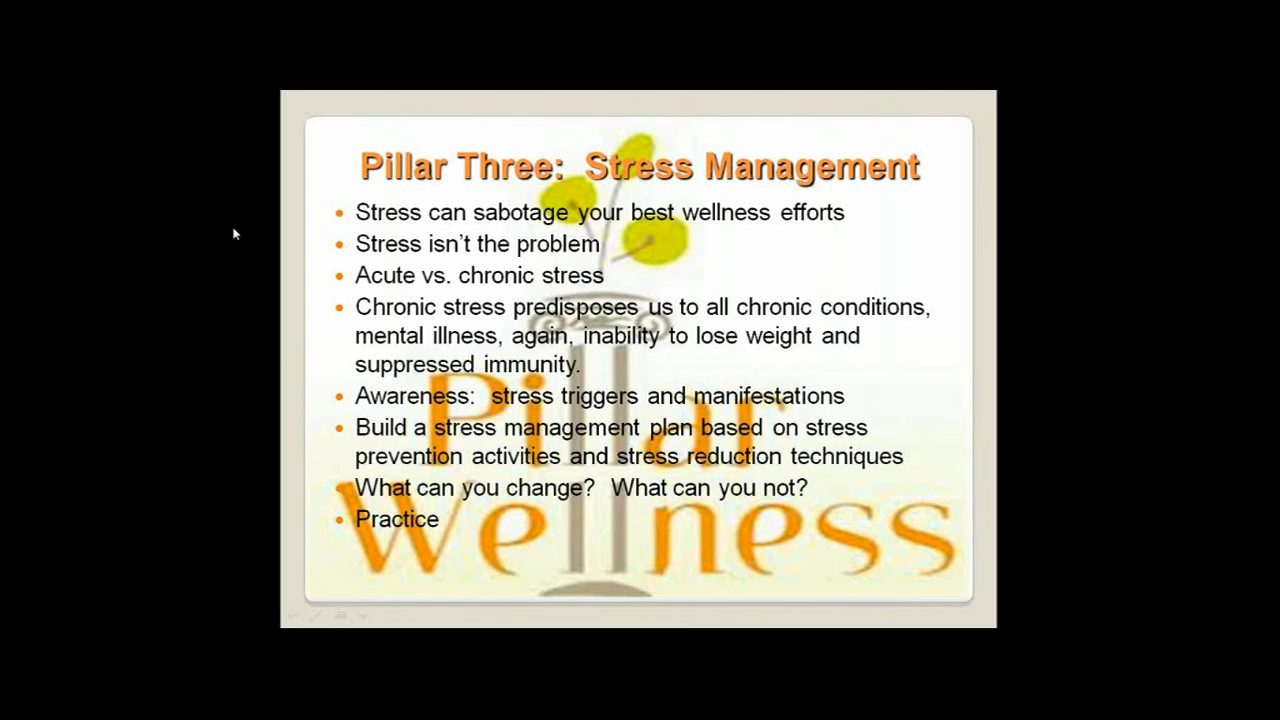 Pillar Three:  Stress Management
• Stress can sabotage your best wellness efforts
• Stress isn't the problem
• Acute vs. chronic stress
• Chronic stress predisposes us to all chronic conditions,
mental illness, again, inability to lose weight and
suppressed immunity.
• Awareness:  stress triggers and manifestations
• Build a stress management plan based on stress
prevention activities and stress reduction techniques
• What can you change?  What can you not?
• Practice
Pillar
Wellness